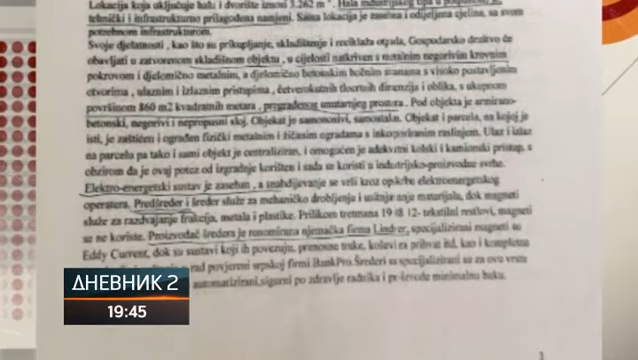 Lokacija koja uključuje halu i dvorište iznosi 3.262 m². Hala industrijskog tipa u potpunosti je
tehnički i infrastrukturno prilagođena namjeni. Sama lokacija je zasebna i odijeljena cjelina, sa svom
potrebnom infrastrukturom.
Svoje djelatnosti, kao što su prikupljanje, skladištenje i reciklaža otpada, Gospodarsko društvo će
obavljati u zatvorenom skladišnom objektu, u cijelosti natkriven s metalnim negorivim krovnim
pokrovom i djelomično metalnim, a djelomično betonskim bočnim stranama s visoko postavljenim
otvorima, ulaznim i izlaznim pristupima, četverokutnih tlocrtnih dimenzija i oblika, s ukupnom
površinom 860 m2 kvadratnih metara, pregrađenog unutarnjeg prostora. Pod objekta je armirano-
betonski, negorivi i nepropusni sloj. Objekat je samonosivi, samostalan. Objekat i parcela, na kojoj je
isti, je zaštićen i ograđen fizički metalnim i žičanim ogradama s inkorporiranim raslinjem. Ulaz i izlaz
na parcelu pa tako i sami objekt je centraliziran, i omogućen je adekvatni kolski i kamionski pristup, s
obzirom da je ovaj potez od izgradnje korišten i sada se koristi u industrijsko-proizvodne svrhe.
Elektro-energetski sustav je zaseban, a snabdijevanje se vrši kroz opskrbu elektroenergetskog
operatera. Predšreder i šreder služe za mehaničko drobljenje i usitnjavanje materijala, dok magneti
služe za razdvajanje frakcija, metala i plastike. Prilikom tretmana 19 12 12- tekstilni restlovi, magneti
se ne koriste. Proizvođač šredera je renomirana njemačka firma Lindner, specijalizirani magneti su
Eddy Current, dok su sustavi koji ih povezuju, prenosne trake, koševi za prihvat itd, kao i kompletna
rad povjereni srpskoj firmi BankPro. Šrederi su specijalizirani se za ovu vrstu
automatizirani, sigurni po zdravlje radnika i proizvode minimalnu buku.
ДНЕВНИК 2
19:45